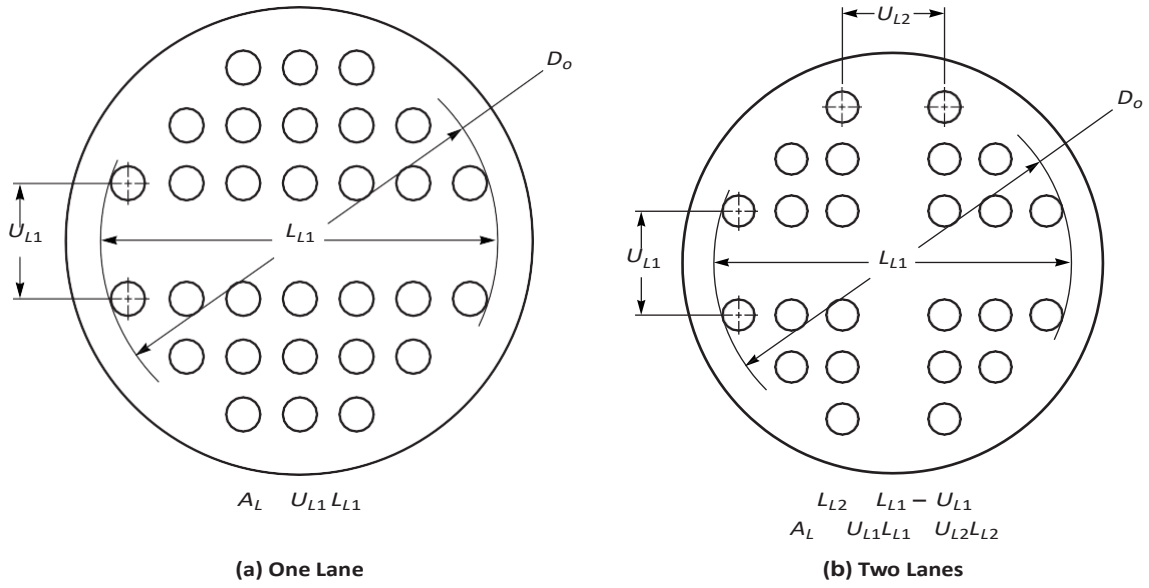 D_o
U_L1
L_L1
A_L U_L1 L_L1
(a) One Lane
U_L2
D_o
U_L1
L_L1
L_L2 L_L1 – U_L1
A_L U_L1L_L1 U_L2L_L2
(b) Two Lanes